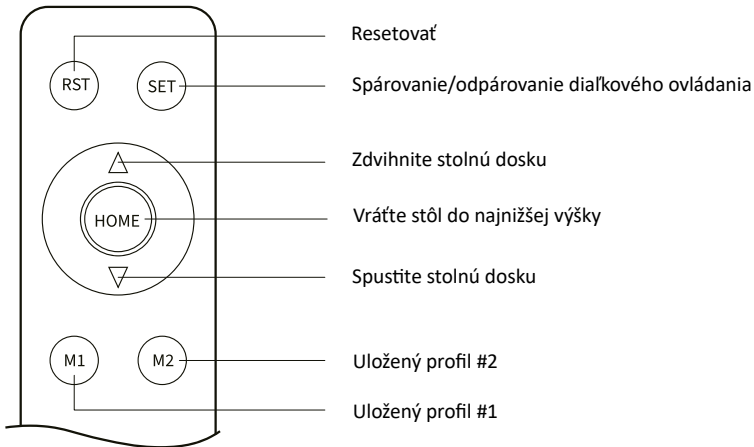 Resetovať
RST
SET
Spárovanie/odpárovanie diaľkového ovládania
Zdvihnite stolnú dosku
HOME
Vráťte stôl do najnižšej výšky
Spustite stolnú dosku
M1
M2
Uložený profil #2
Uložený profil #1